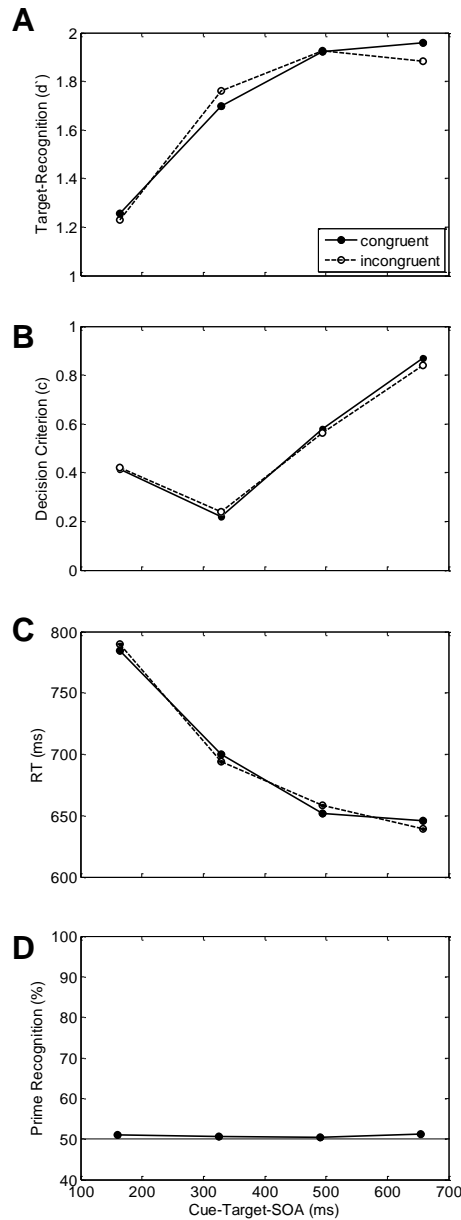 A
Target-Recognition (d`)
2
1.8
1.6
1.4
1.2
1
congruent
incongruent
B
Decision Criterion (c)
1
0.8
0.6
0.4
0.2
0
C
RT (ms)
800
750
700
650
600
D
Prime Recognition (%)
100
90
80
70
60
50
40
100 200 300 400 500 600 700
Cue-Target-SOA (ms)